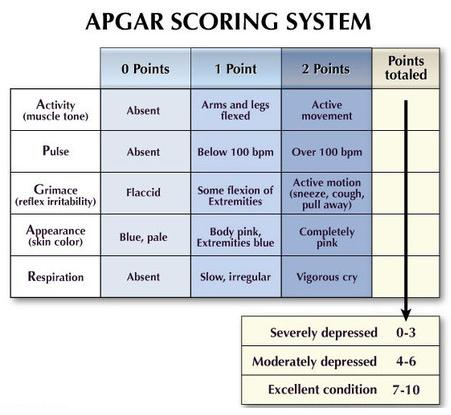 APGAR SCORING SYSTEM
0 Points
1 Point
2 Points
Points
totaled
Activity
(muscle tone)
Absent
Arms and legs
flexed
Active
movement
Pulse
Absent
Below 100 bpm
Over 100 bpm
Grimace
(reflex irritability)
Flaccid
Some flexion of
Extremities
Active motion
(sneeze, cough,
pull away)
Appearance
(skin color)
Blue, pale
Body pink,
Extremities blue
Completely
pink
Respiration
Absent
Slow, irregular
Vigorous cry
Severely depressed 0-3
Moderately depressed 4-6
Excellent condition 7-10